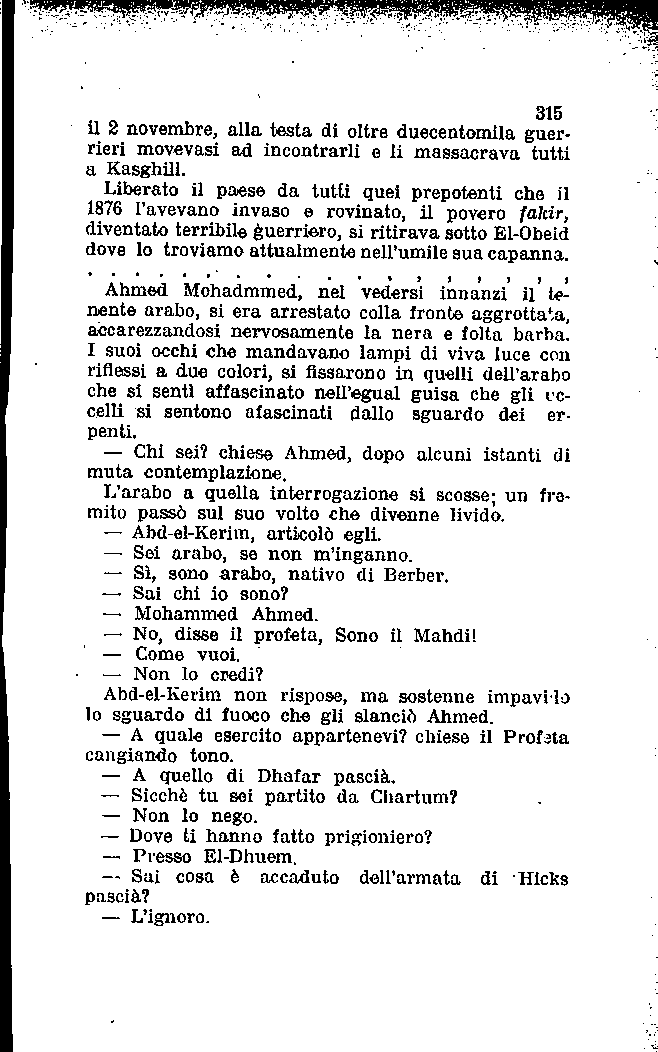 315
il 2 novembre, alla testa di oltre duecentomila guer-
rieri movevasi ad incontrarli e li massacrava tutti
a Kasghill.
Liberato il paese da tutti quei prepotenti che il
1876 l'avevano invaso e rovinato, il povero fakir,
diventato terribile guerriero, si ritirava sotto El-Obeid
dove lo troviamo attualmente nell'umile sua capanna.
. . . . . . . . . . . . . . . . . .
Ahmed Mohadmmed, nel vedersi innanzi il te-
nente arabo, si era arrestato colla fronte aggrottata,
accarezzandosi nervosamente la nera e folta barba.
I suoi occhi che mandavano lampi di viva luce con
riflessi a due colori, si fissarono in quelli dell'arabo
che si sentì affascinato nell'egual guisa che gli uc-
celli si sentono afascinati dallo sguardo dei er-
penti.
— Chi sei? chiese Ahmed, dopo alcuni istanti di
muta contemplazione.
L'arabo a quella interrogazione si scosse; un fre-
mito passò sul suo volto che divenne livido.
— Abd-el-Kerim, articolò egli.
— Sei arabo, se non m'inganno.
— Sì, sono arabo, nativo di Berber.
— Sai chi io sono?
— Mohammed Ahmed.
— No, disse il profeta, Sono il Mahdi!
— Come vuoi.
— Non lo credi?
Abd-el-Kerim non rispose, ma sostenne impavido
lo sguardo di fuoco che gli slanciò Ahmed.
— A quale esercito appartenevi? chiese il Profeta
cangiando tono.
— A quello di Dhafar pascià.
— Sicchè tu sei partito da Chartum?
— Non lo nego.
— Dove ti hanno fatto prigioniero?
— Presso El-Dhuem.
— Sai cosa è accaduto dell'armata di Hicks
pascià?
— L'ignoro.